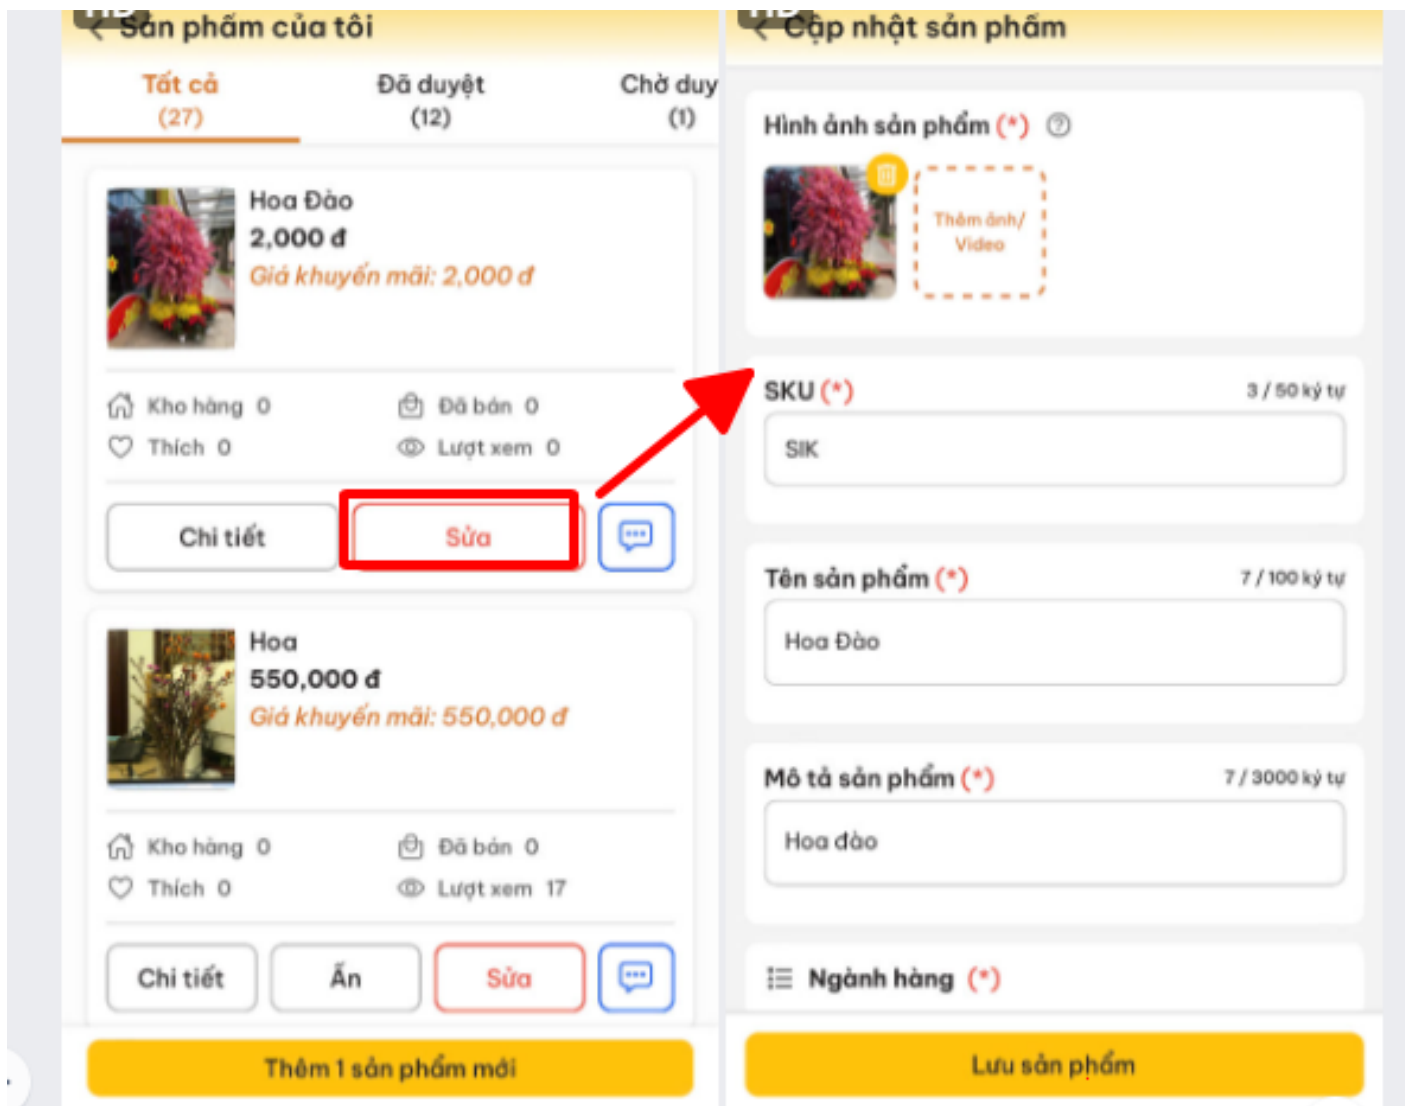 Sản phẩm của tôi
Tất cả
(27)
Đã duyệt
(12)
Chờ duy
(1)
Hoa Đào
2,000 đ
Giá khuyến mãi: 2,000 đ
Kho hàng 0
Đã bán 0
Thích 0
Lượt xem 0
Chi tiết
Sửa
Hoa
550,000 đ
Giá khuyến mãi: 550,000 đ
Kho hàng 0
Đã bán 0
Thích 0
Lượt xem 17
Chi tiết
Ẩn
Sửa
Thêm 1 sản phẩm mới
Cập nhật sản phẩm
Hình ảnh sản phẩm (*)
Thêm ảnh/
Video
SKU (*)
3 / 50 ký tự
SIK
Tên sản phẩm (*)
7 / 100 ký tự
Hoa Đào
Mô tả sản phẩm (*)
7 / 3000 ký tự
Hoa đào
Ngành hàng (*)
Lưu sản phẩm